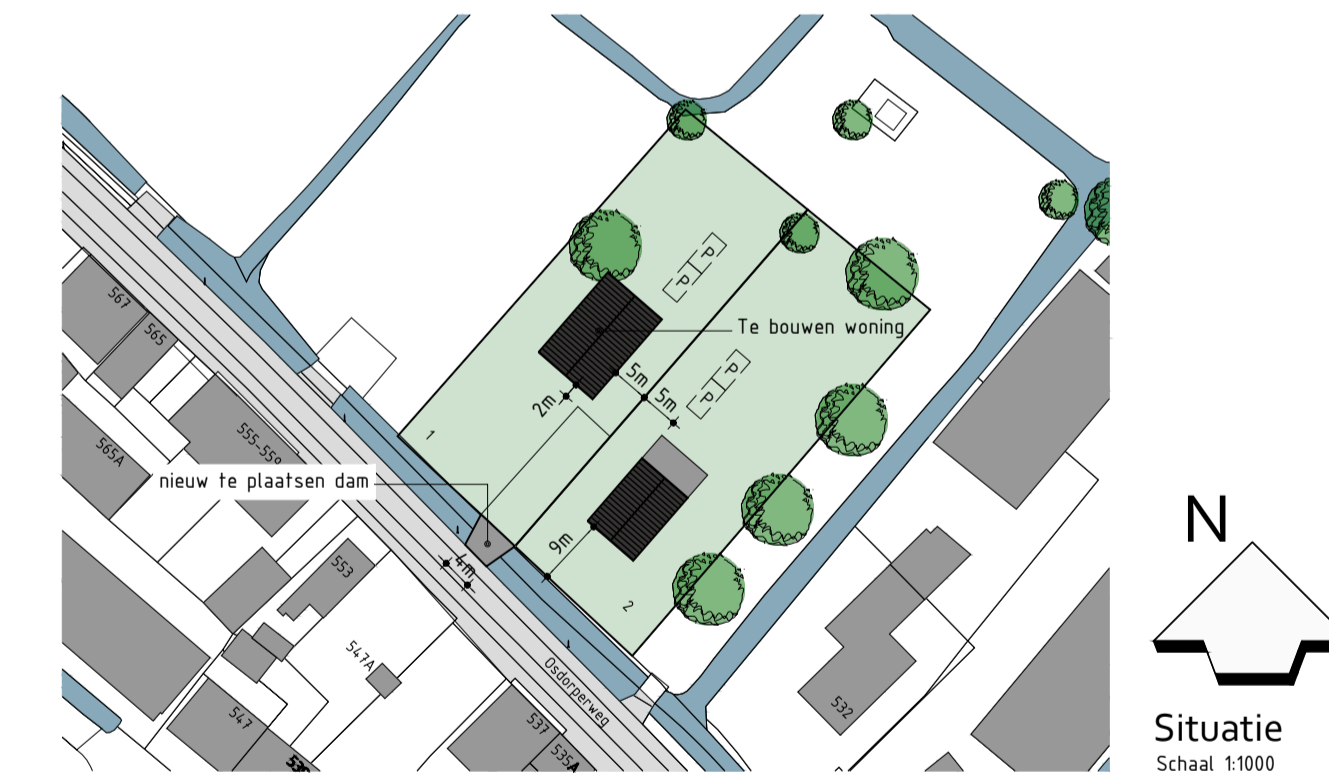 P
P
Te bouwen woning
5m
5m
P
P
2m
1
567
565
565A
555-559
nieuw te plaatsen dam
9m
4m
2
553
547A
Osdorperweg
547
537
535A
532
N
Situatie
Schaal 1:1000